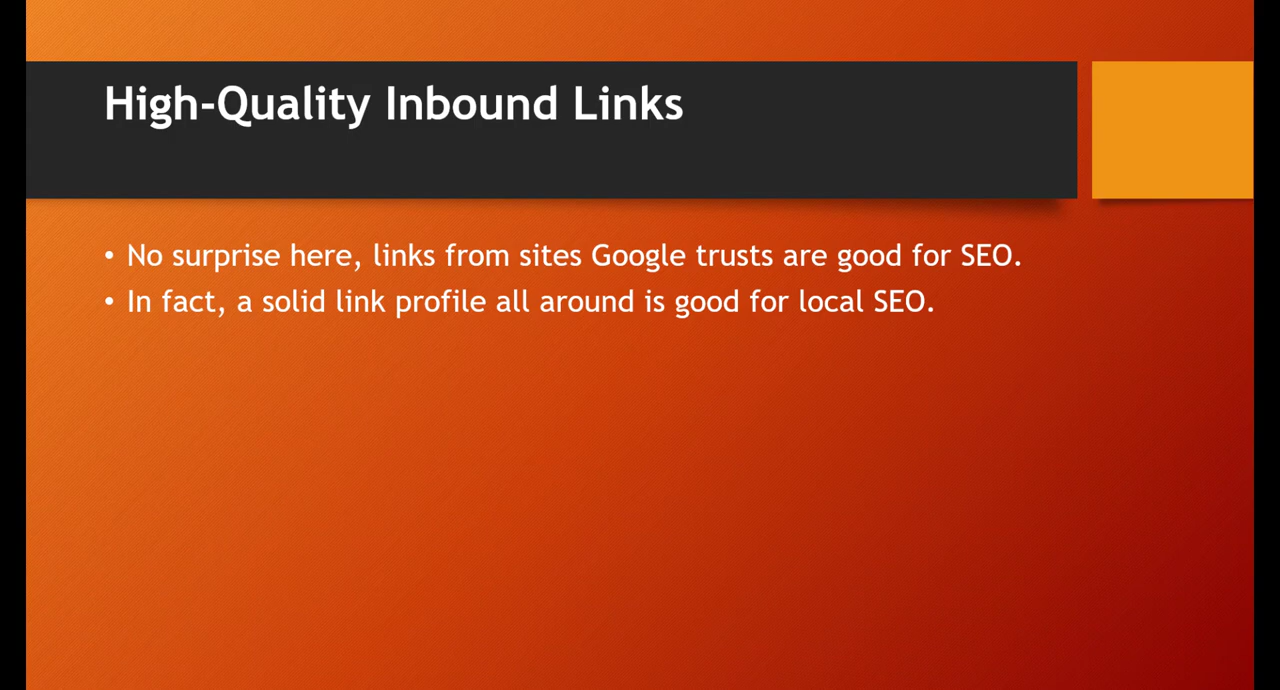 High-Quality Inbound Links
• No surprise here, links from sites Google trusts are good for SEO.
• In fact, a solid link profile all around is good for local SEO.